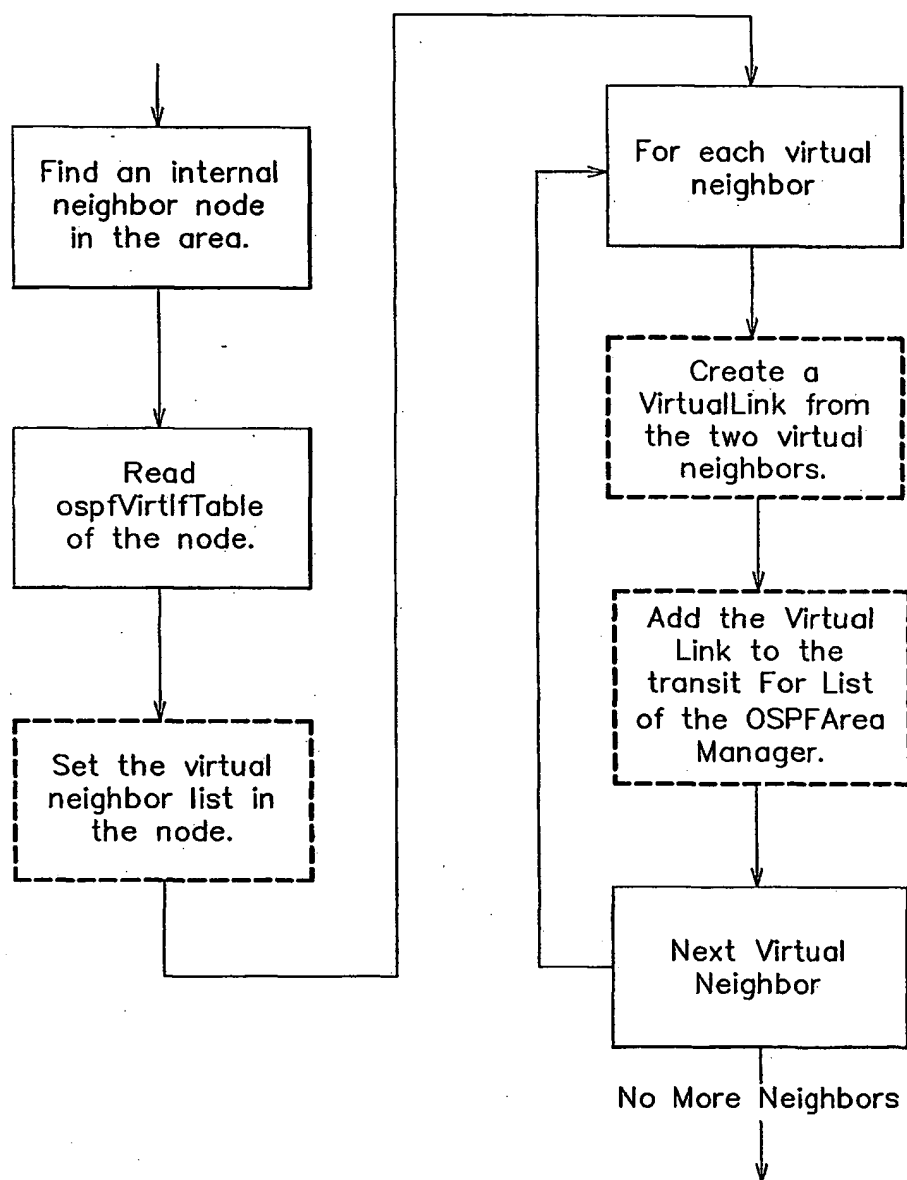 Find an internal
neighbor node
in the area.
Read
ospfVirtIfTable
of the node.
Set the virtual
neighbor list in
the node.
For each virtual
neighbor
Create a
VirtualLink from
the two virtual
neighbors.
Add the Virtual
Link to the
transit For List
of the OSPFArea
Manager.
Next Virtual
Neighbor
No More Neighbors